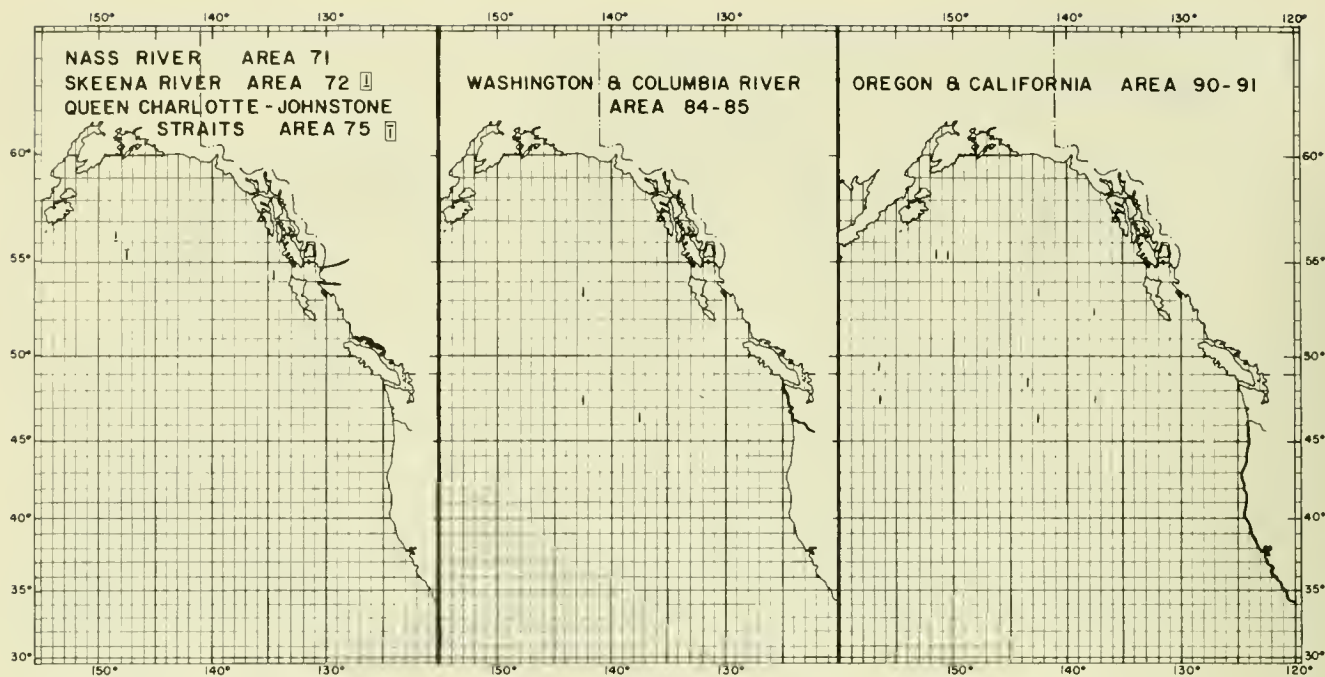 150° 140° 130° 150° 140° 130° 150° 140° 130° 120°
NASS RIVER AREA 71
SKEENA RIVER AREA 72 1
QUEEN CHARLOTTE - JOHNSTONE
STRAITS AREA 75 T
WASHINGTON & COLUMBIA RIVER
AREA 84-85
OREGON & CALIFORNIA AREA 90-91
60° 60°
55° 56°
50° 50°
45° 45°
40° 40°
35° 35°
30° 30°
150° 140° 130° 150° 140° 130° 150° 140° 130° 120°